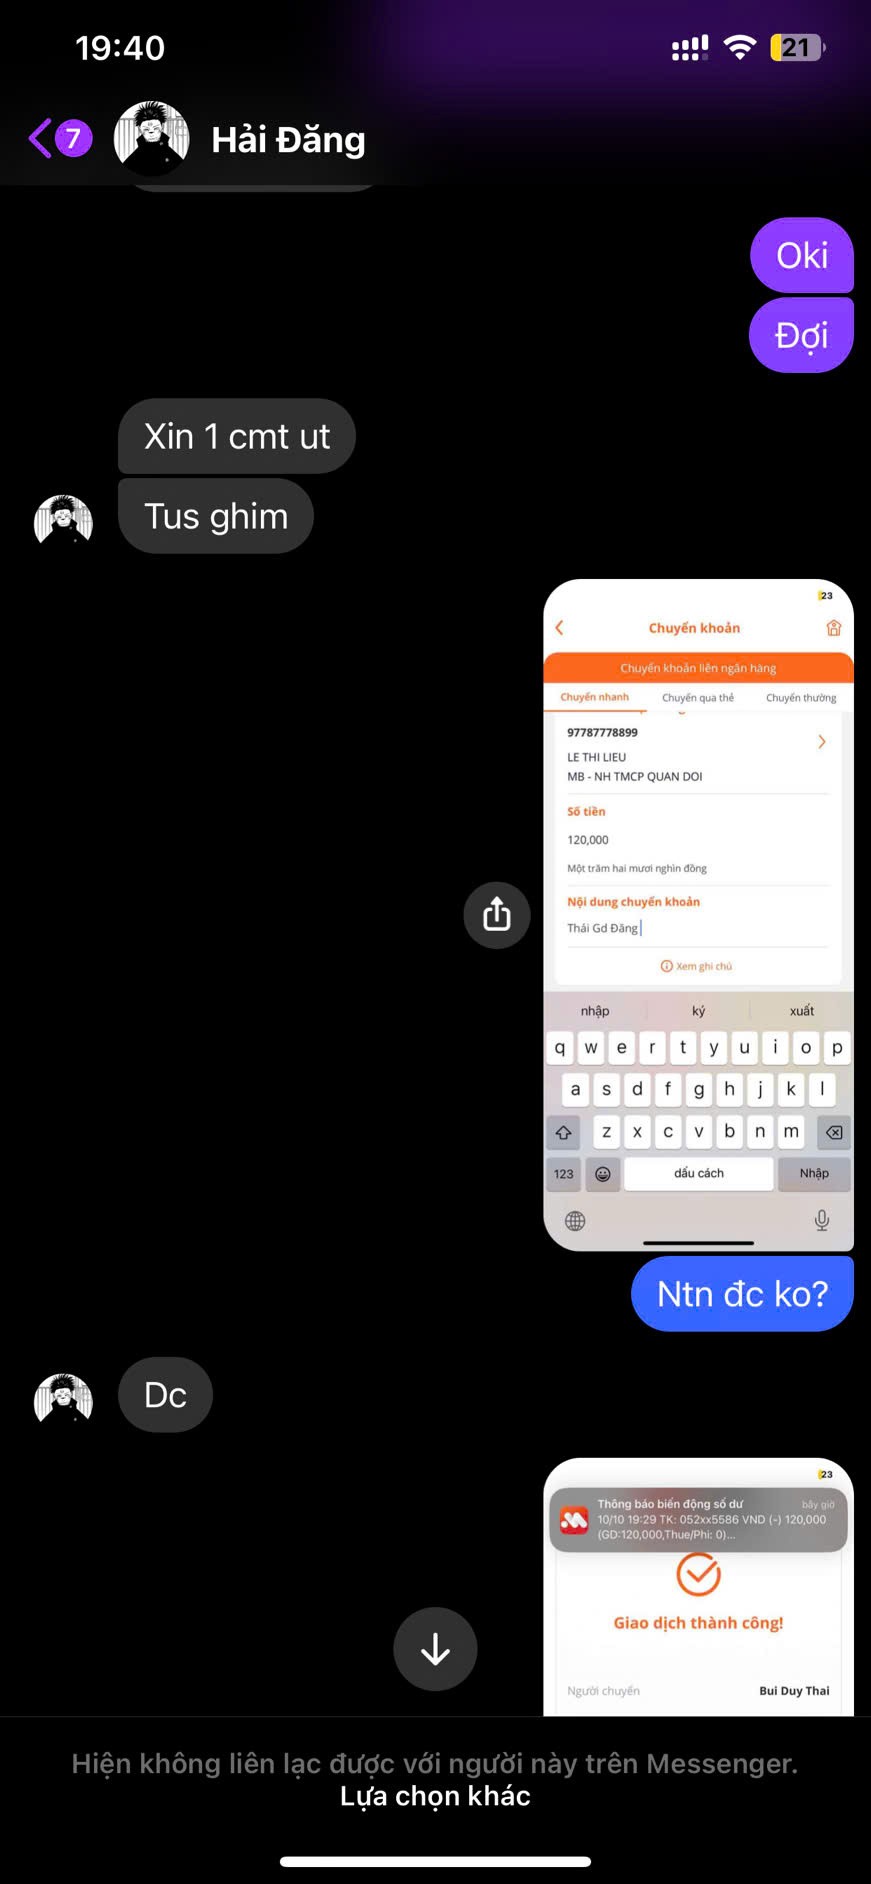 19:40
21
7
Hải Đăng
Oki
Đợi
Xin 1 cmt ut
Tus ghim
23
Chuyển khoản
Chuyển khoản liên ngân hàng
Chuyển nhanh
Chuyển qua thẻ
Chuyển thường
97787778899
LE THI LIEU
MB - NH TMCP QUAN DOI
Số tiền
120,000
Một trăm hai mươi nghìn đồng
Nội dung chuyển khoản
Thái Gd Đăng
Xem ghi chú
nhập ký xuất
q w e r t y u i o p
a s d f g h j k l
z x c v b n m
123 dấu cách Nhập
Ntn đc ko?
Dc
23
Thông báo biến động số dư bây giờ
10/10 19:29 TK: 052xx5586 VND (-) 120,000
(GD:120,000,Thue/Phi: 0)...
Giao dịch thành công!
Người chuyển Bui Duy Thai
Hiện không liên lạc được với người này trên Messenger.
Lựa chọn khác